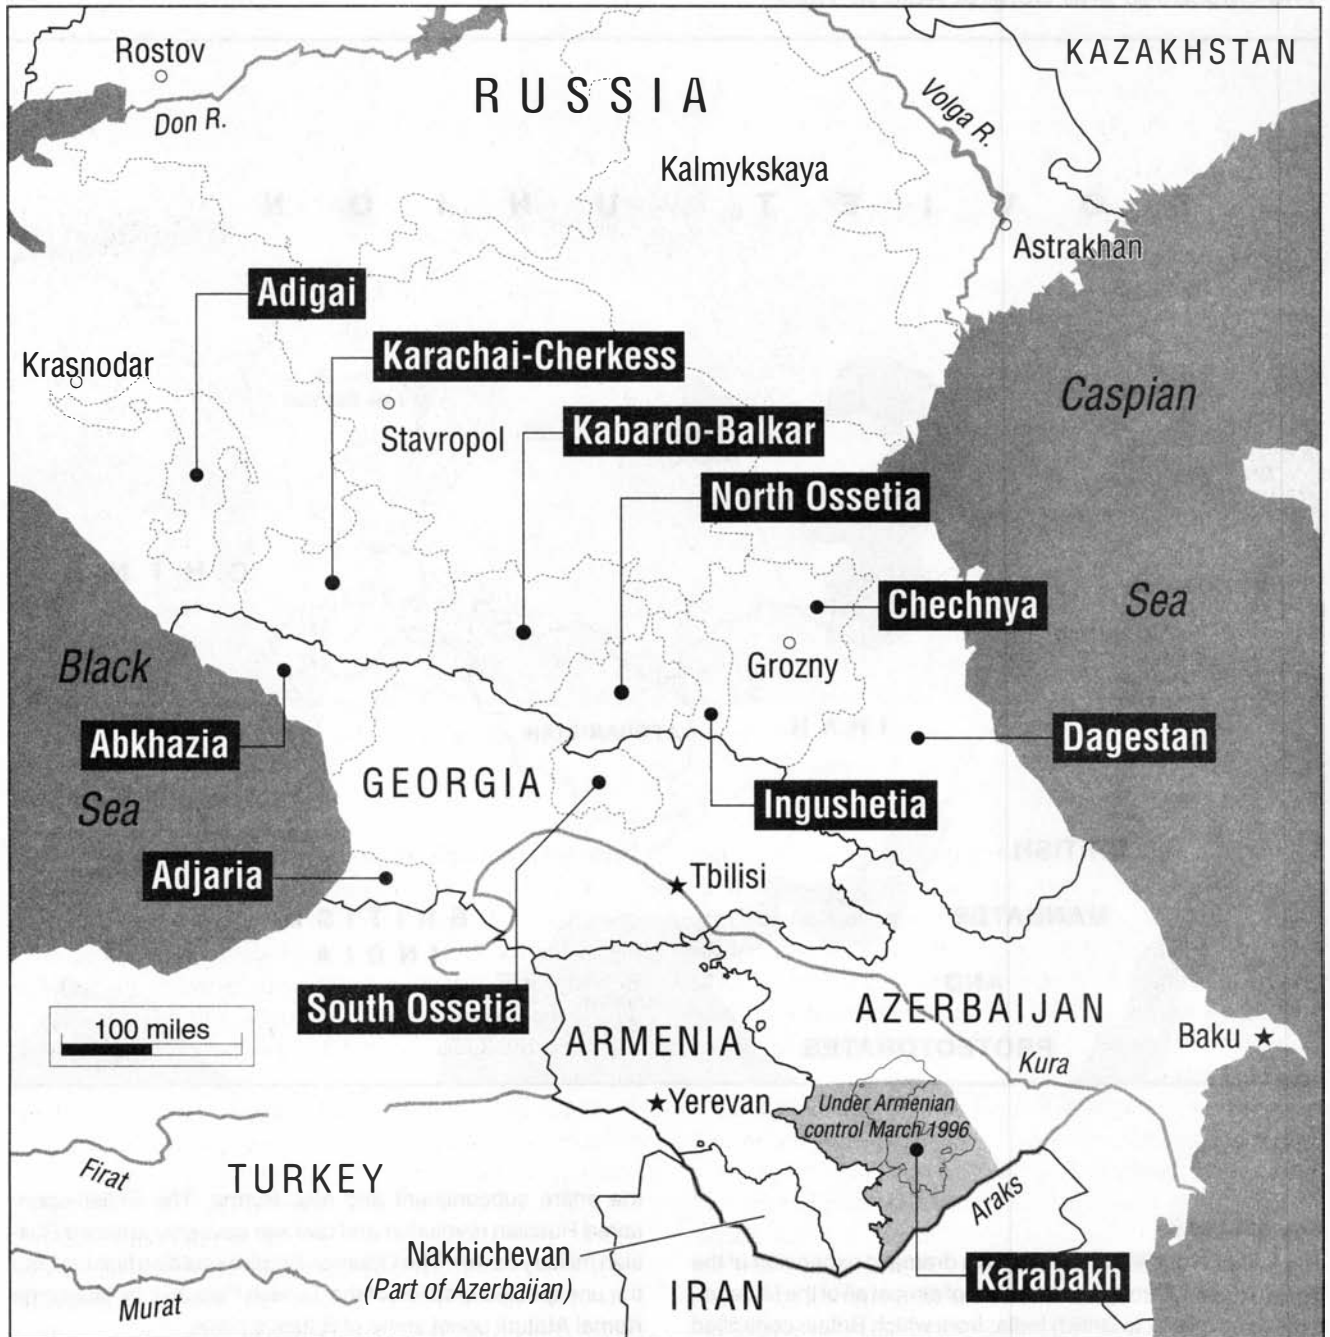 KAZAKHSTAN
Rostov
RUSSIA
Don R.
Volga R.
Kalmykskaya
Astrakhan
Adigai
Karachai-Cherkess
Krasnodar
Caspian
Sea
Stavropol
Kabardo-Balkar
North Ossetia
Chechnya
Grozny
Black
Sea
Abkhazia
Dagestan
GEORGIA
Ingushetia
Adjaria
Tbilisi
South Ossetia
AZERBAIJAN
100 miles
ARMENIA
Baku
Kura
Yerevan
Under Armenian
control March 1996
Firat
TURKEY
Araks
Nakhichevan
(Part of Azerbaijan)
Karabakh
IRAN
Murat